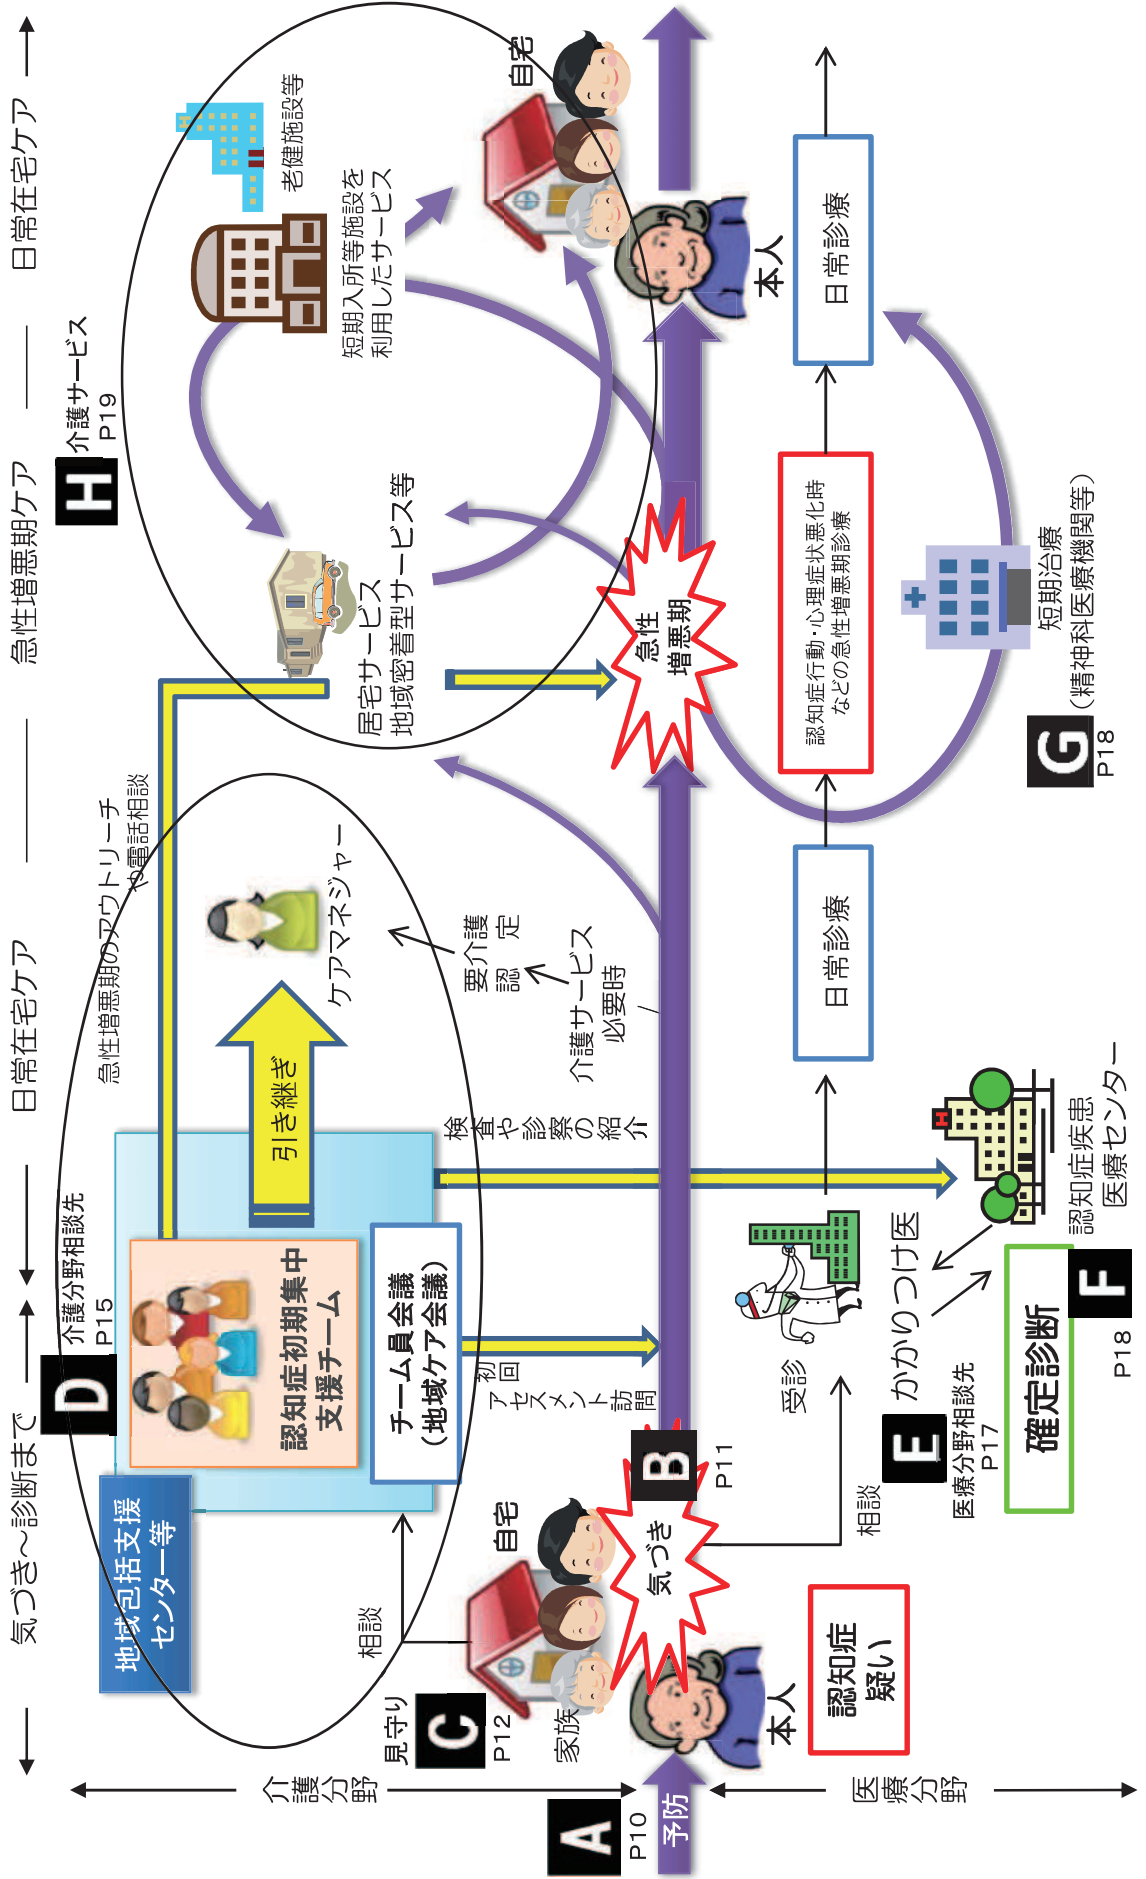 気づき～診断まで
日常在宅ケア
急性増悪期ケア
日常在宅ケア
介護分野
医療分野
A
P10
予防
本人
認知症
疑い
見守り
C
P12
家族
自宅
相談
気づき
B
P11
地域包括支援
センター等
D
介護分野相談先
P15
認知症初期集中
支援チーム
チーム員会議
(地域ケア会議)
引き継ぎ
ケアマネジャー
急性増悪期のアウトリーチ
や電話相談
初回
アセスメント訪問
検査や診察の紹介
介護サービス
必要時
要介護
認定
相談
受診
E
かかりつけ医
医療分野相談先
P17
確定診断
F
P18
認知症疾患
医療センター
日常診療
認知症行動・心理症状悪化時
などの急性増悪期診療
日常診療
G
P18
短期治療
(精神科医療機関等)
急性
増悪期
H
介護サービス
P19
居宅サービス
地域密着型サービス等
短期入所等施設を
利用したサービス
老健施設等
自宅
本人